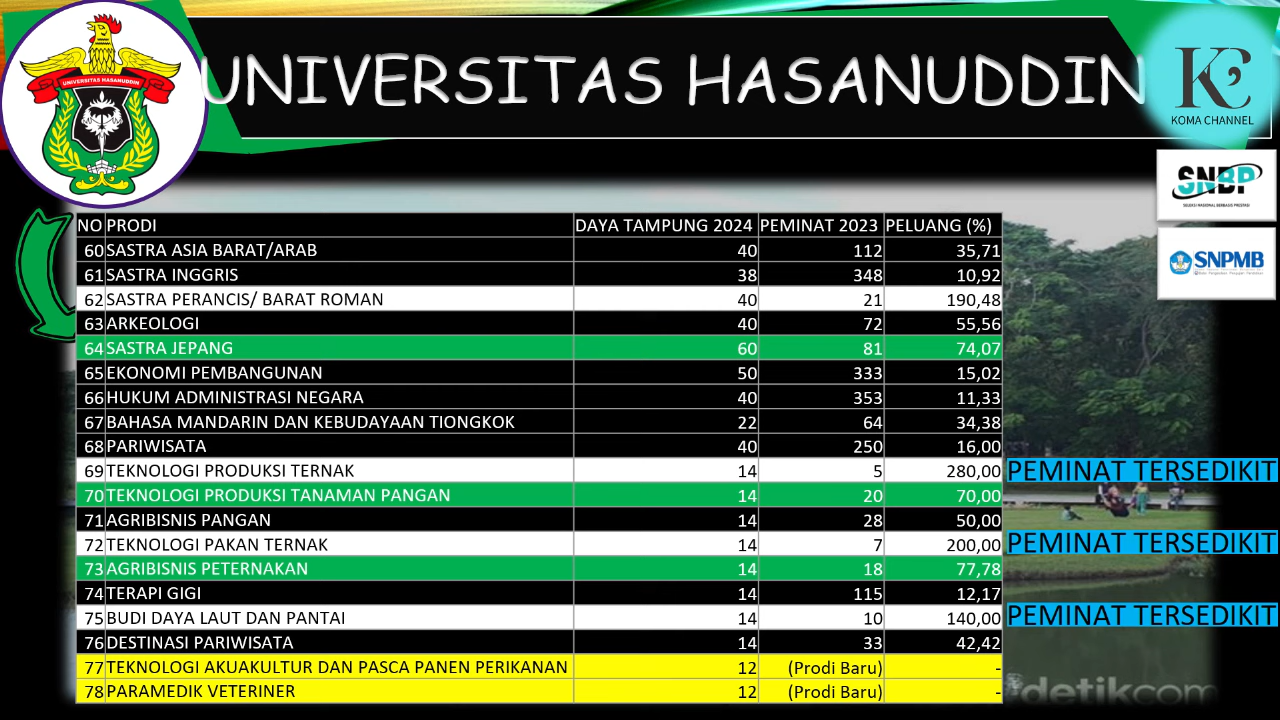 UNIVERSITAS HASANUDDIN
UNIVERSITAS HASANUDDIN
KC
KOMA CHANNEL
SNBP
SELEKSI NASIONAL BERBASIS PRESTASI
SNPMB
NO PRODI DAYA TAMPUNG 2024 PEMINAT 2023 PELUANG (%)
60 SASTRA ASIA BARAT/ARAB 40 112 35,71
61 SASTRA INGGRIS 38 348 10,92
62 SASTRA PERANCIS/ BARAT ROMAN 40 21 190,48
63 ARKEOLOGI 40 72 55,56
64 SASTRA JEPANG 60 81 74,07
65 EKONOMI PEMBANGUNAN 50 333 15,02
66 HUKUM ADMINISTRASI NEGARA 40 353 11,33
67 BAHASA MANDARIN DAN KEBUDAYAAN TIONGKOK 22 64 34,38
68 PARIWISATA 40 250 16,00
69 TEKNOLOGI PRODUKSI TERNAK 14 5 280,00 PEMINAT TERSEDIKIT
70 TEKNOLOGI PRODUKSI TANAMAN PANGAN 14 20 70,00
71 AGRIBISNIS PANGAN 14 28 50,00
72 TEKNOLOGI PAKAN TERNAK 14 7 200,00 PEMINAT TERSEDIKIT
73 AGRIBISNIS PETERNAKAN 14 18 77,78
74 TERAPI GIGI 14 115 12,17
75 BUDI DAYA LAUT DAN PANTAI 14 10 140,00 PEMINAT TERSEDIKIT
76 DESTINASI PARIWISATA 14 33 42,42
77 TEKNOLOGI AKUAKULTUR DAN PASCA PANEN PERIKANAN 12 (Prodi Baru) -
78 PARAMEDIK VETERINER 12 (Prodi Baru) -
detikcom